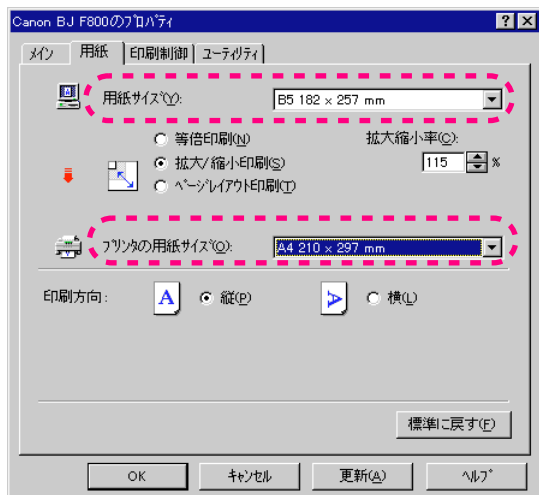 Canon BJ F800のﾌﾟﾛﾊﾟﾃｨ
ﾒｲﾝ 用紙 印刷制御 ﾕｰﾃｨﾘﾃｨ
用紙ｻｲｽﾞ(Y): B5 182 × 257 mm
等倍印刷(N) 拡大縮小率(C):
拡大/縮小印刷(S) 115 %
ﾍﾟｰｼﾞﾚｲｱｳﾄ印刷(T)
ﾌﾟﾘﾝﾀの用紙ｻｲｽﾞ(O): A4 210 × 297 mm
印刷方向: A 縦(P) A 横(L)
標準に戻す(F)
OK ｷｬﾝｾﾙ 更新(A) ﾍﾙﾌﾟ